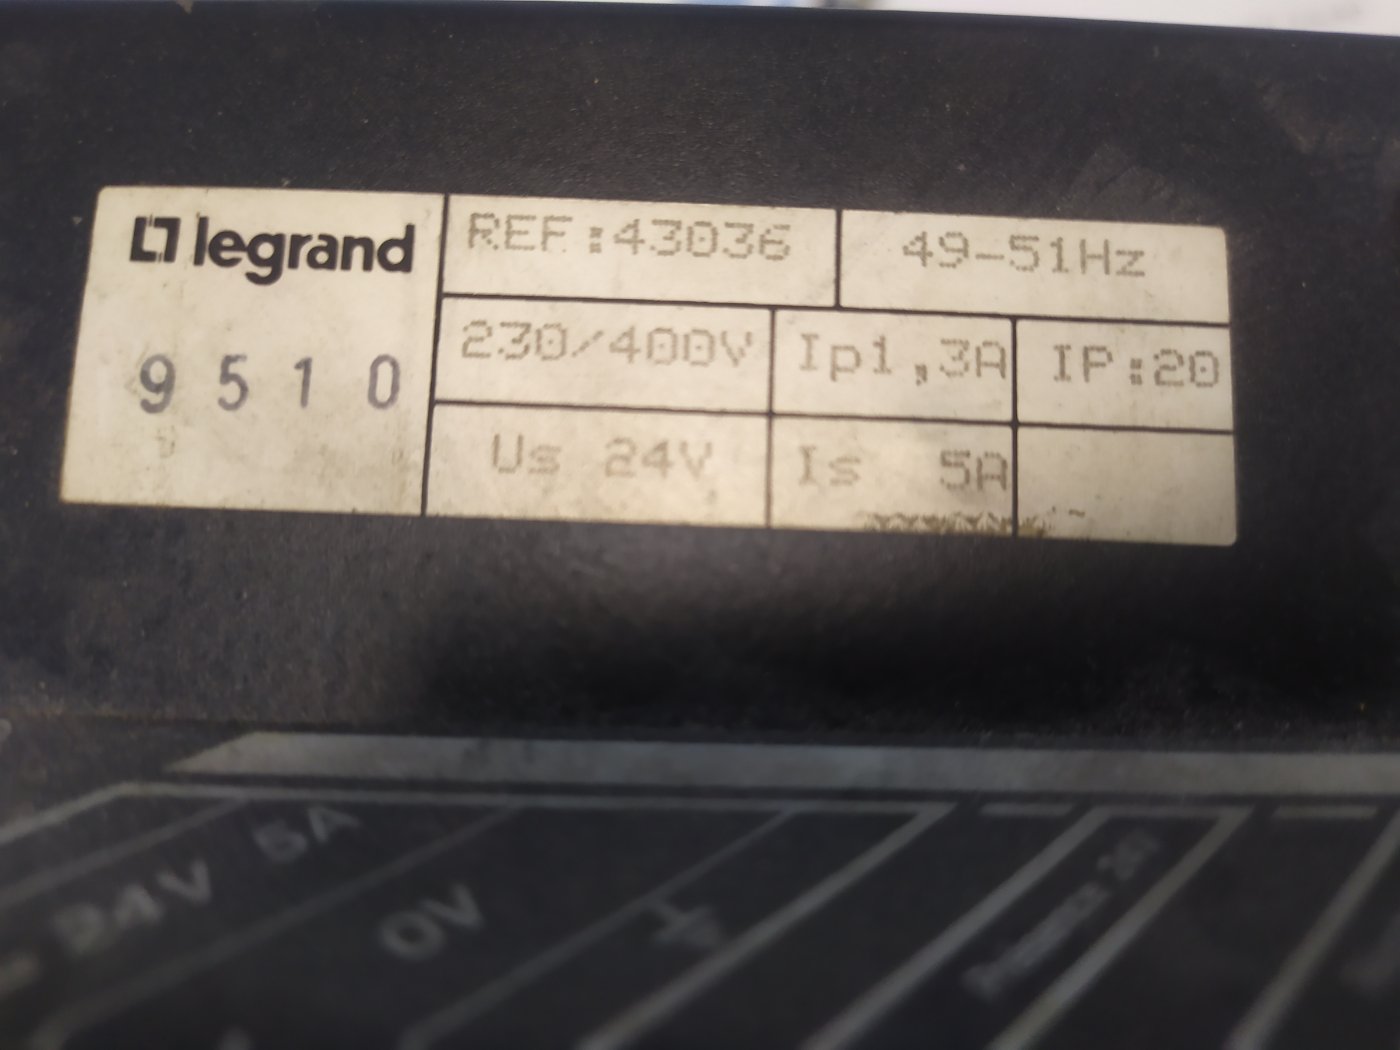 legrand
9510
REF:43036
49-51Hz
230/400V
Ip1,3A
IP:20
Us 24V
Is 5A
24V 5A
0V